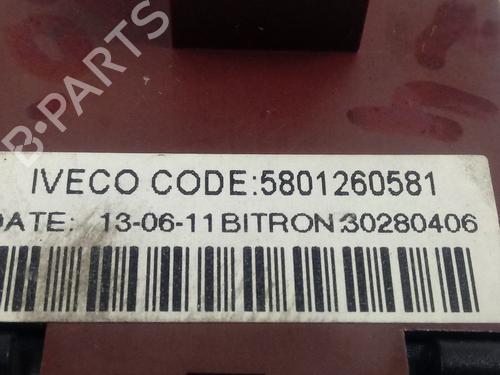 B-PARTS
IVECO CODE:5801260581
DATE: 13-06-11 BITRON:30280406